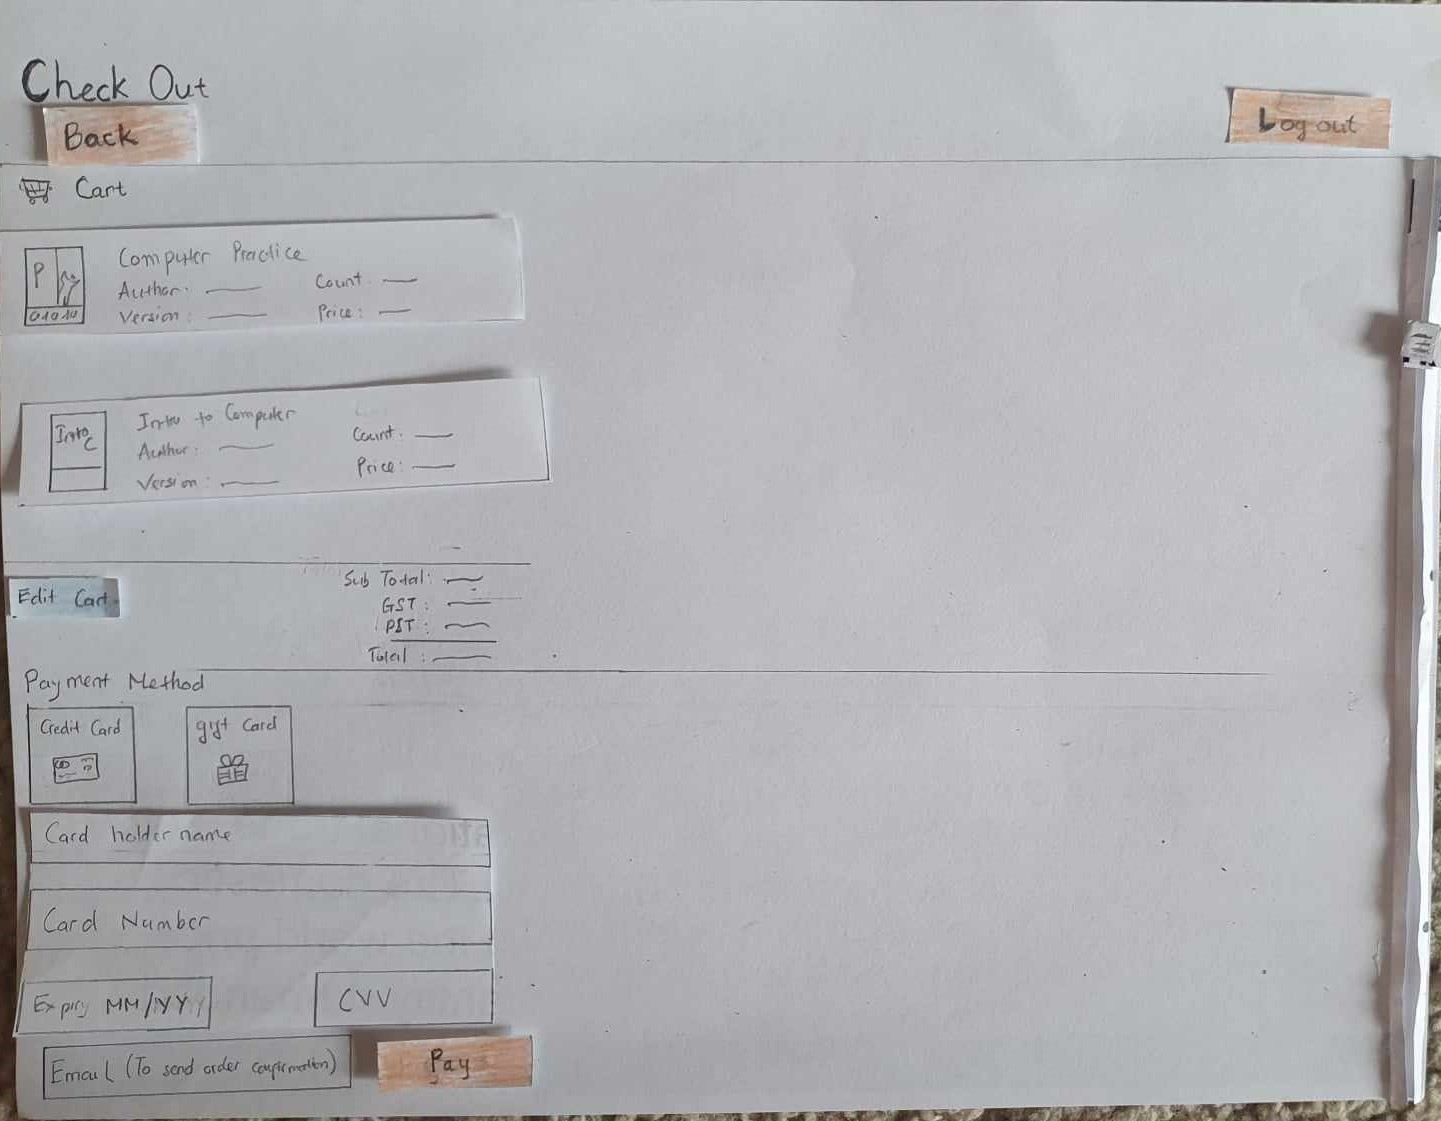 Check Out
Back
Log out
Cart
P
01010
Computer Practice
Author:
Count:
Version:
Price:
Intro C
Intro to Computer
Author:
Count:
Version:
Price:
Edit Cart
Sub Total:
GST:
PST:
Total:
Payment Method
Credit Card
gift Card
Card holder name
Card Number
Expiry MM/YY
CVV
Email (To send order confirmation)
Pay